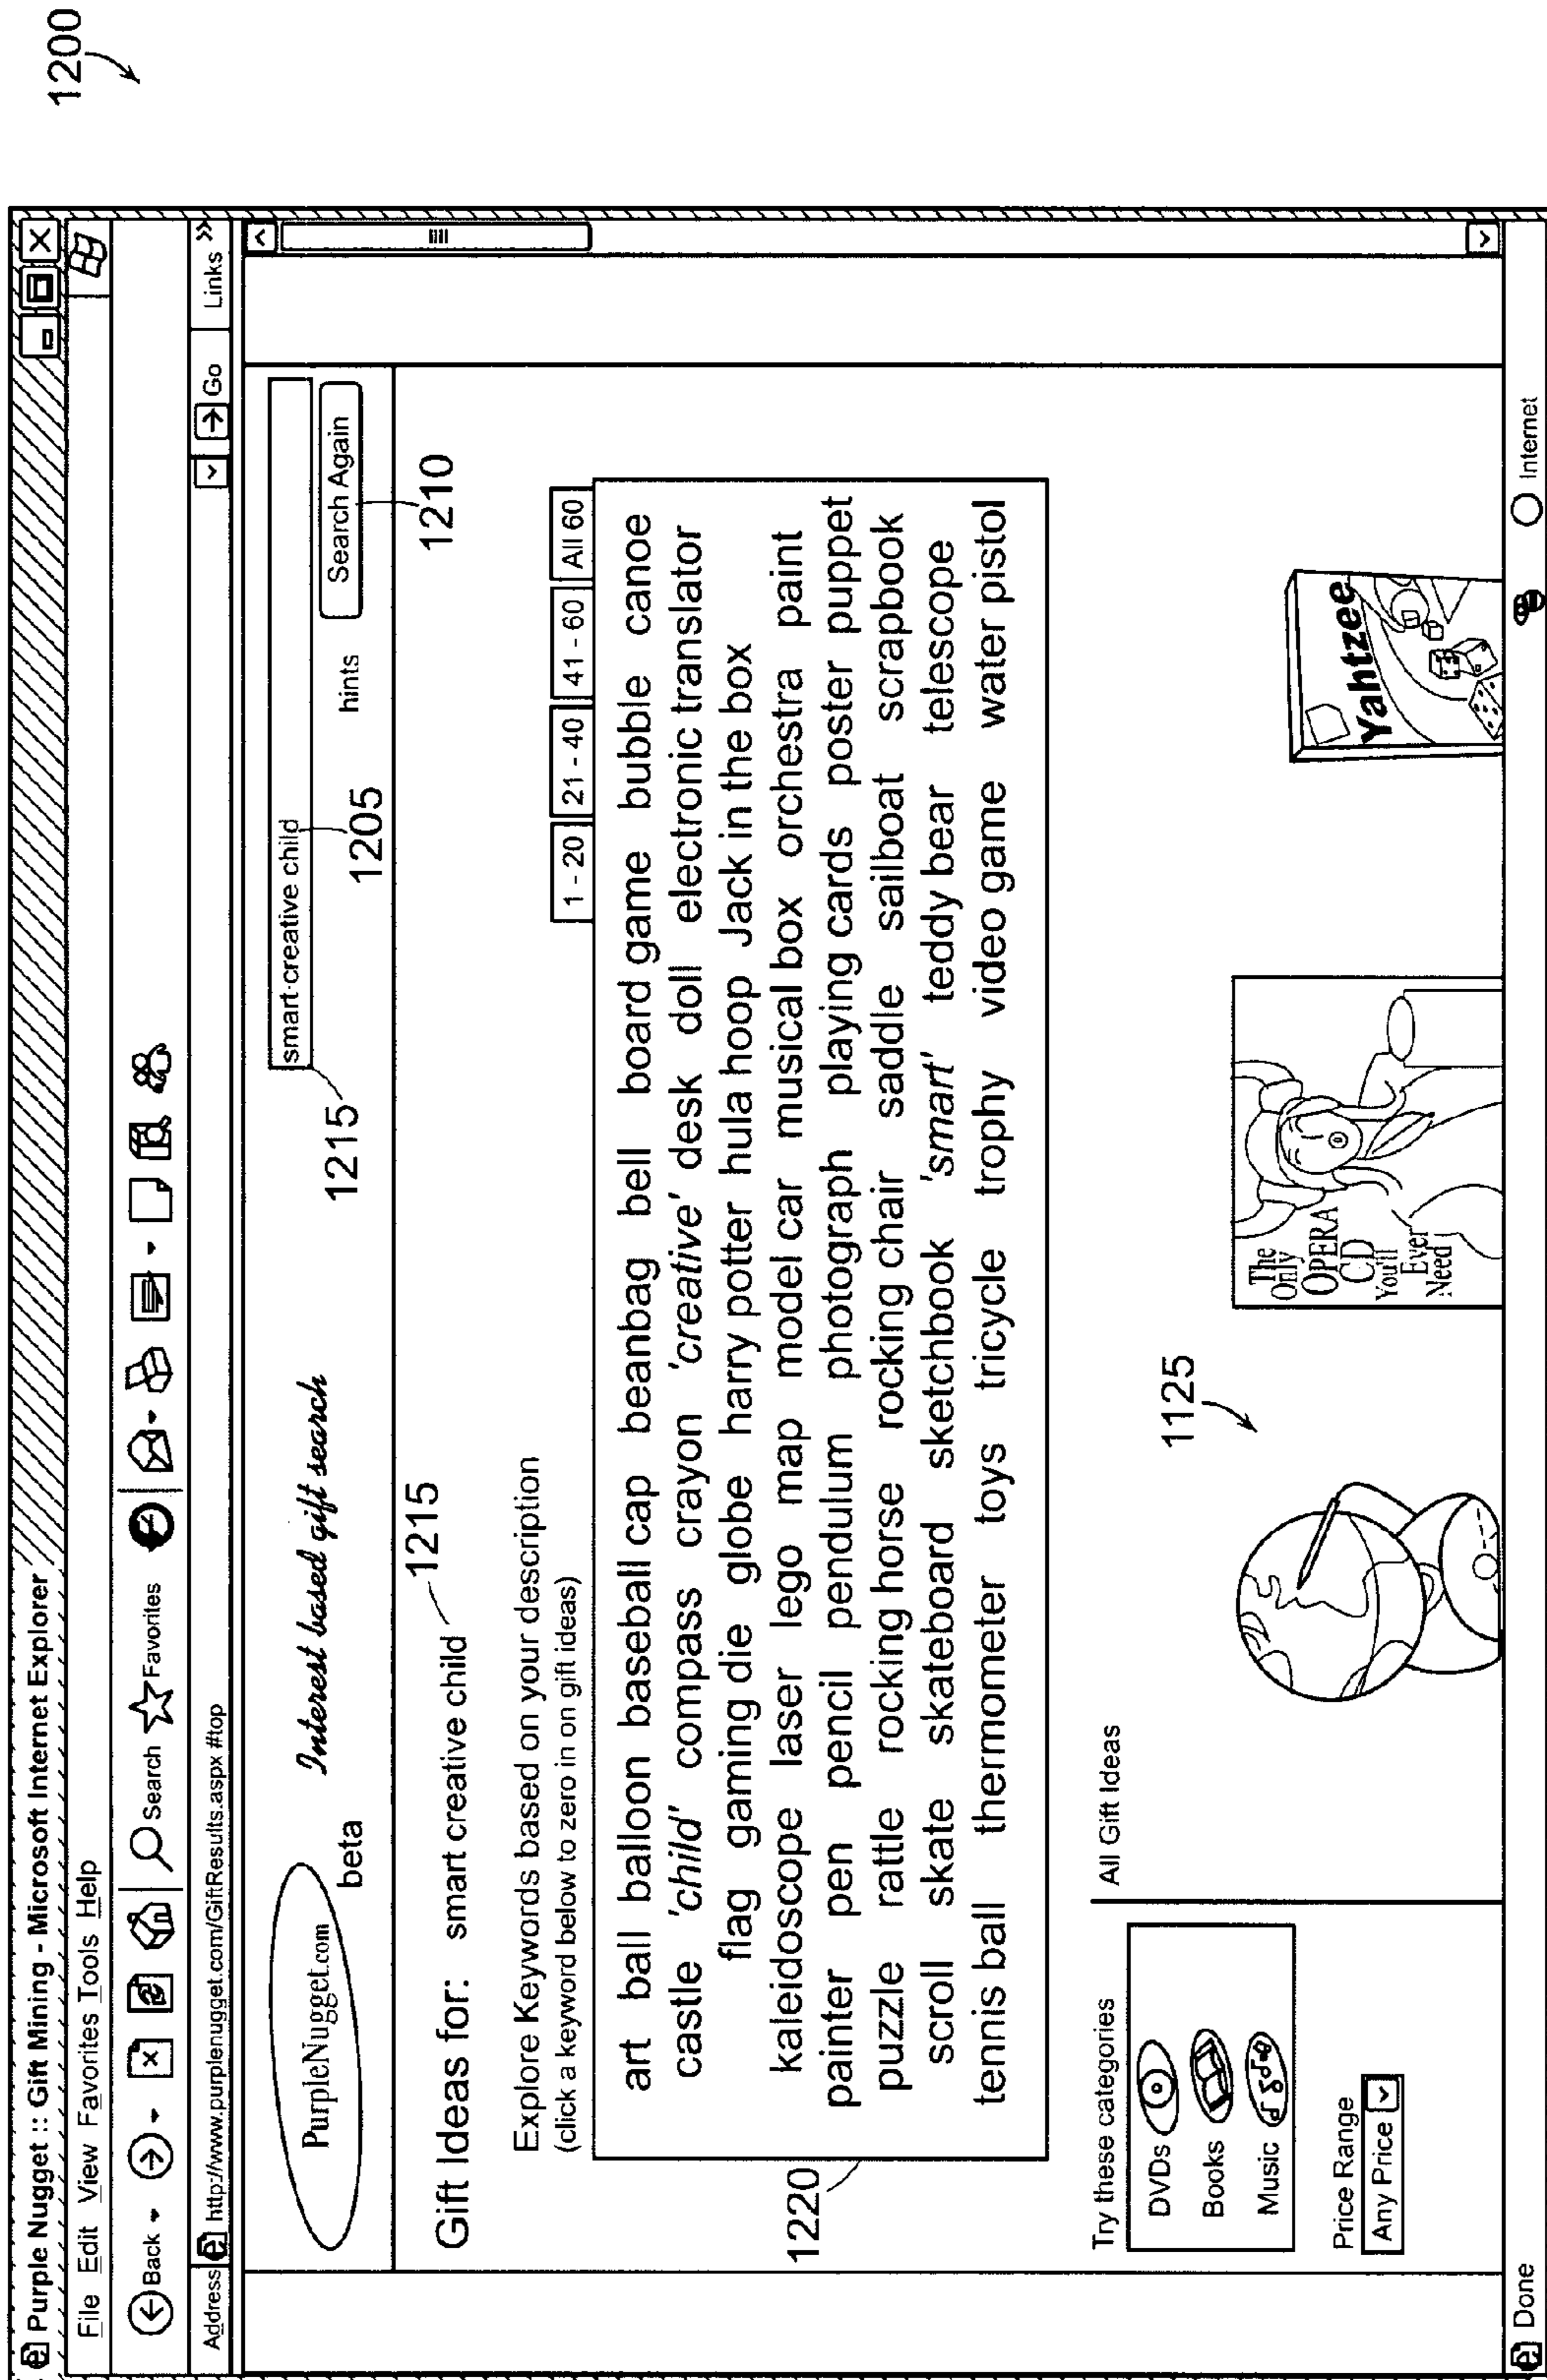 1200
Purple Nugget :: Gift Mining - Microsoft Internet Explorer
File Edit View Favorites Tools Help
Back Search Favorites
Address http://www.purplenugget.com/GiftResults.aspx #top Go Links »
PurpleNugget.com
beta
Interest based gift search
smart creative child
1215
1205
hints
Search Again
1210
Gift Ideas for: smart creative child 1215
Explore Keywords based on your description
(click a keyword below to zero in on gift ideas)
1 - 20 21 - 40 41 - 60 All 60
art ball balloon baseball cap beanbag bell board game bubble canoe
castle 'child' compass crayon 'creative' desk doll electronic translator
flag gaming die globe harry potter hula hoop Jack in the box
kaleidoscope laser lego map model car musical box orchestra paint
painter pen pencil pendulum photograph playing cards poster puppet
puzzle rattle rocking horse rocking chair saddle sailboat scrapbook
scroll skate skateboard sketchbook 'smart' teddy bear telescope
tennis ball thermometer toys tricycle trophy video game water pistol
1220
Try these categories
DVDs
Books
Music
Price Range
Any Price
All Gift Ideas
1125
The
Only
OPERA
CD
You'll
Ever
Need
Yahtzee
Done Internet